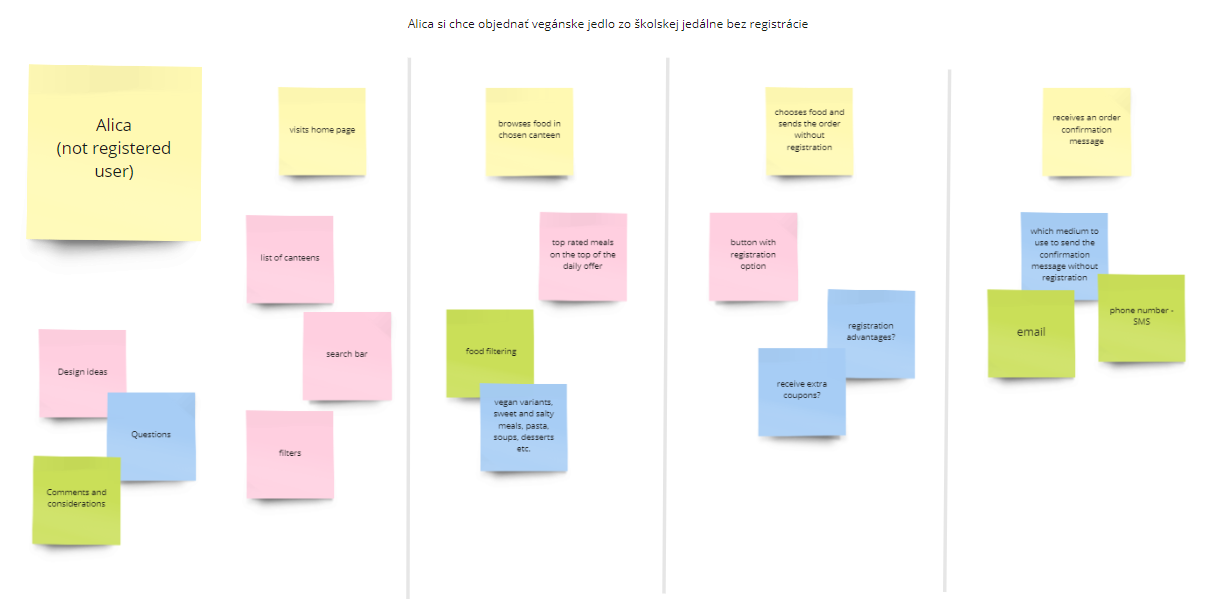 Alica si chce objednať vegánske jedlo zo školskej jedálne bez registrácie
Alica
(not registered
user)
Design ideas
Questions
Comments and
considerations
visits home page
list of canteens
search bar
filters
browses food in
chosen canteen
top rated meals
on the top of the
daily offer
food filtering
vegan variants,
sweet and salty
meals, pasta,
soups, desserts
etc.
chooses food and
sends the order
without
registration
button with
registration
option
registration
advantages?
receive extra
coupons?
receives an order
confirmation
message
which medium to
use to send the
confirmation
message without
registration
email
phone number -
SMS